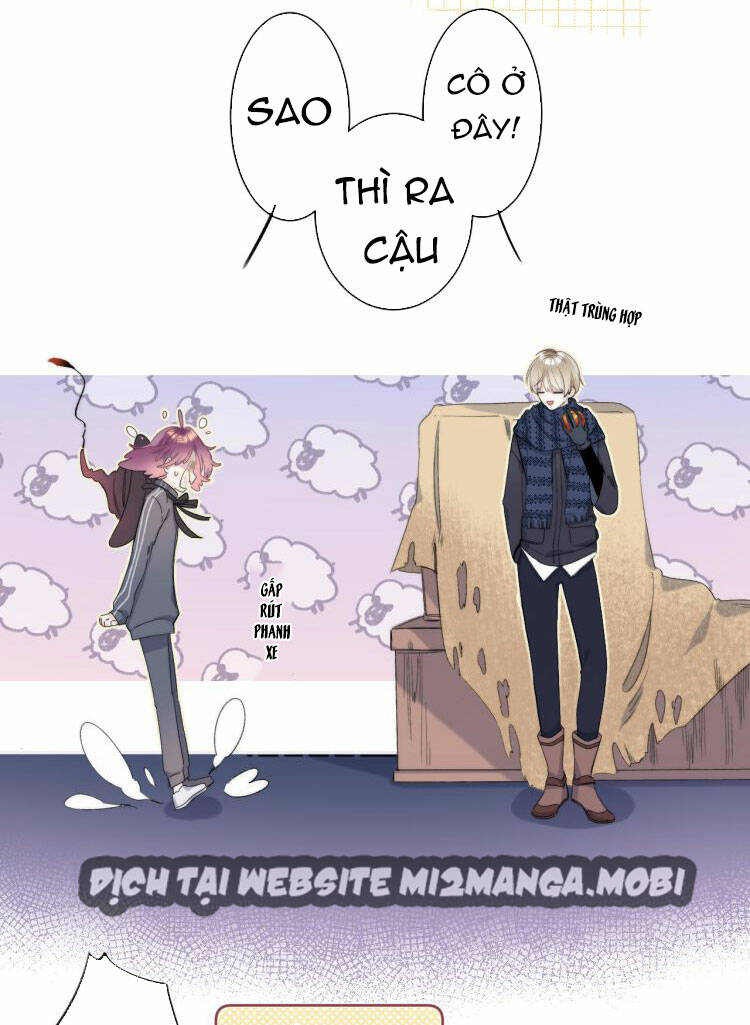 SAO
CÔ Ở
ĐÂY!
THÌ RA
CẬU
THẬT TRÙNG HỢP
GẤP
RÚT
PHANH
XE
DỊCH TẠI WEBSITE MI2MANGA.MOBI